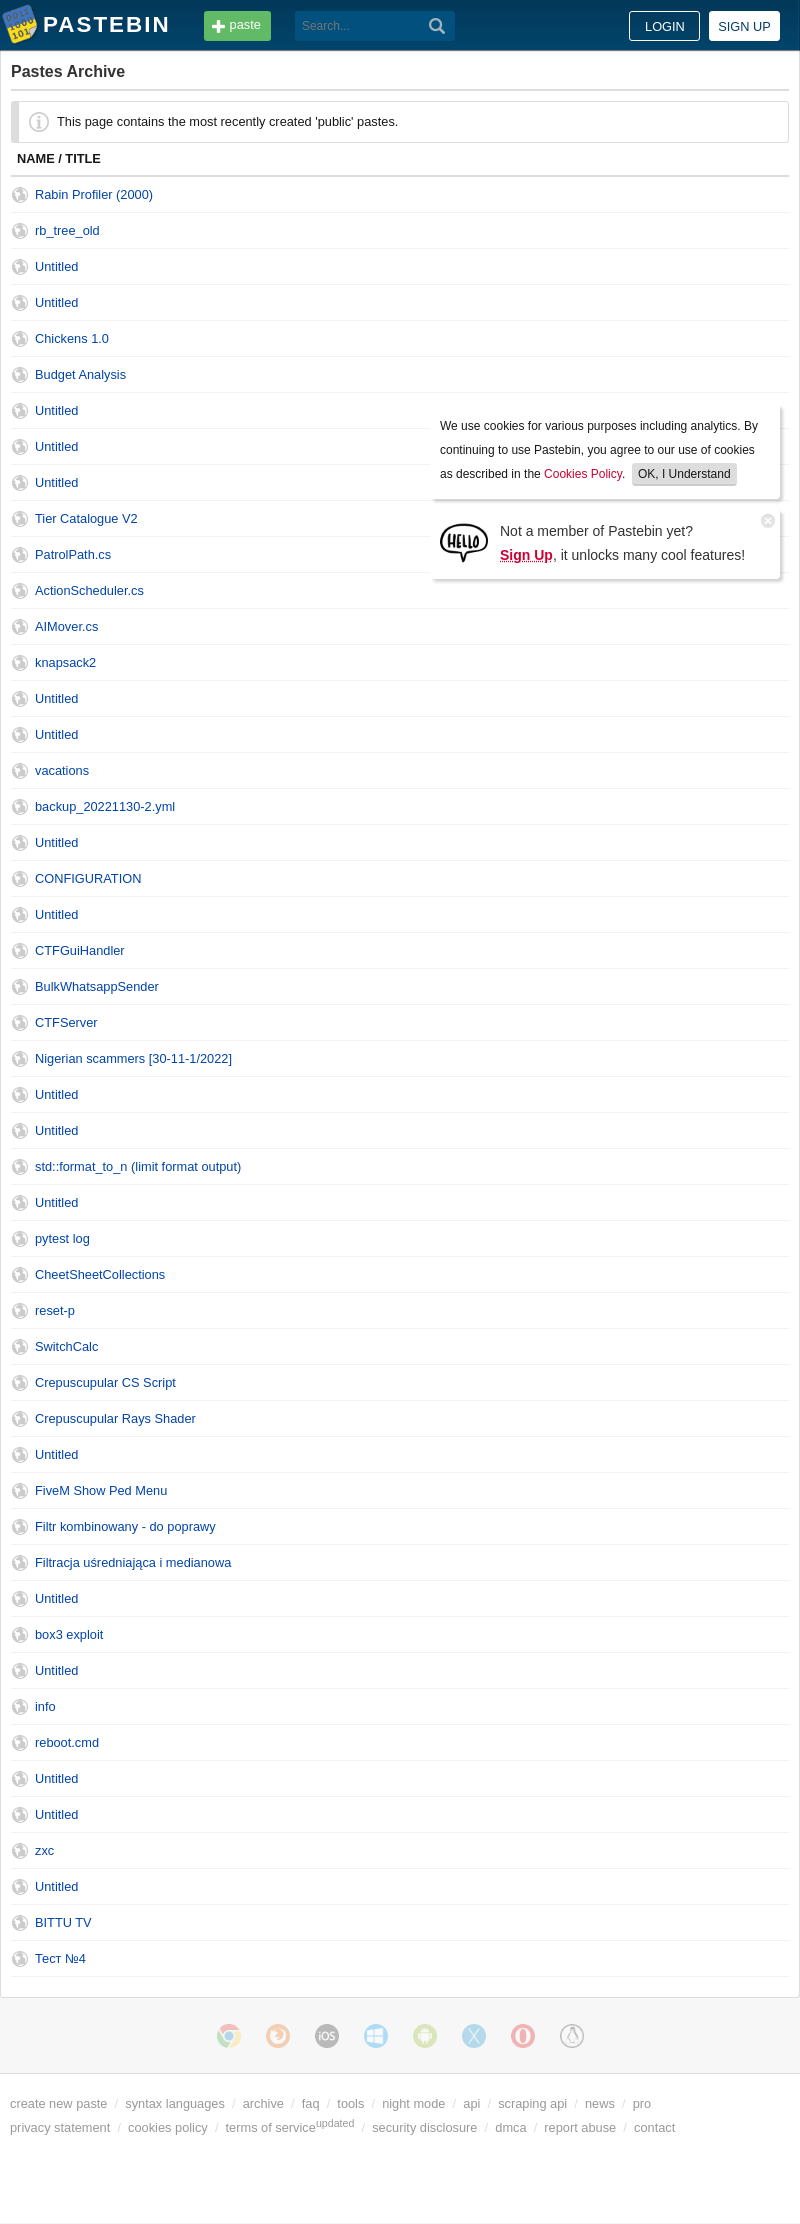 PASTEBIN
paste
Search...
LOGIN
SIGN UP
Pastes Archive
This page contains the most recently created 'public' pastes.
NAME / TITLE
Rabin Profiler (2000)
rb_tree_old
Untitled
Untitled
Chickens 1.0
Budget Analysis
Untitled
Untitled
Untitled
Tier Catalogue V2
PatrolPath.cs
ActionScheduler.cs
We use cookies for various purposes including analytics. By
continuing to use Pastebin, you agree to our use of cookies
as described in the Cookies Policy. OK, I Understand
HELLO
Not a member of Pastebin yet?
Sign Up, it unlocks many cool features!
AIMover.cs
knapsack2
Untitled
Untitled
vacations
backup_20221130-2.yml
Untitled
CONFIGURATION
Untitled
CTFGuiHandler
BulkWhatsappSender
CTFServer
Nigerian scammers [30-11-1/2022]
Untitled
Untitled
std::format_to_n (limit format output)
Untitled
pytest log
CheetSheetCollections
reset-p
SwitchCalc
Crepuscupular CS Script
Crepuscupular Rays Shader
Untitled
FiveM Show Ped Menu
Filtr kombinowany - do poprawy
Filtracja uśredniająca i medianowa
Untitled
box3 exploit
Untitled
info
reboot.cmd
Untitled
Untitled
zxc
Untitled
BITTU TV
Тест №4
iOS
create new paste / syntax languages / archive / faq / tools / night mode / api / scraping api / news / pro
privacy statement / cookies policy / terms of service updated / security disclosure / dmca / report abuse / contact